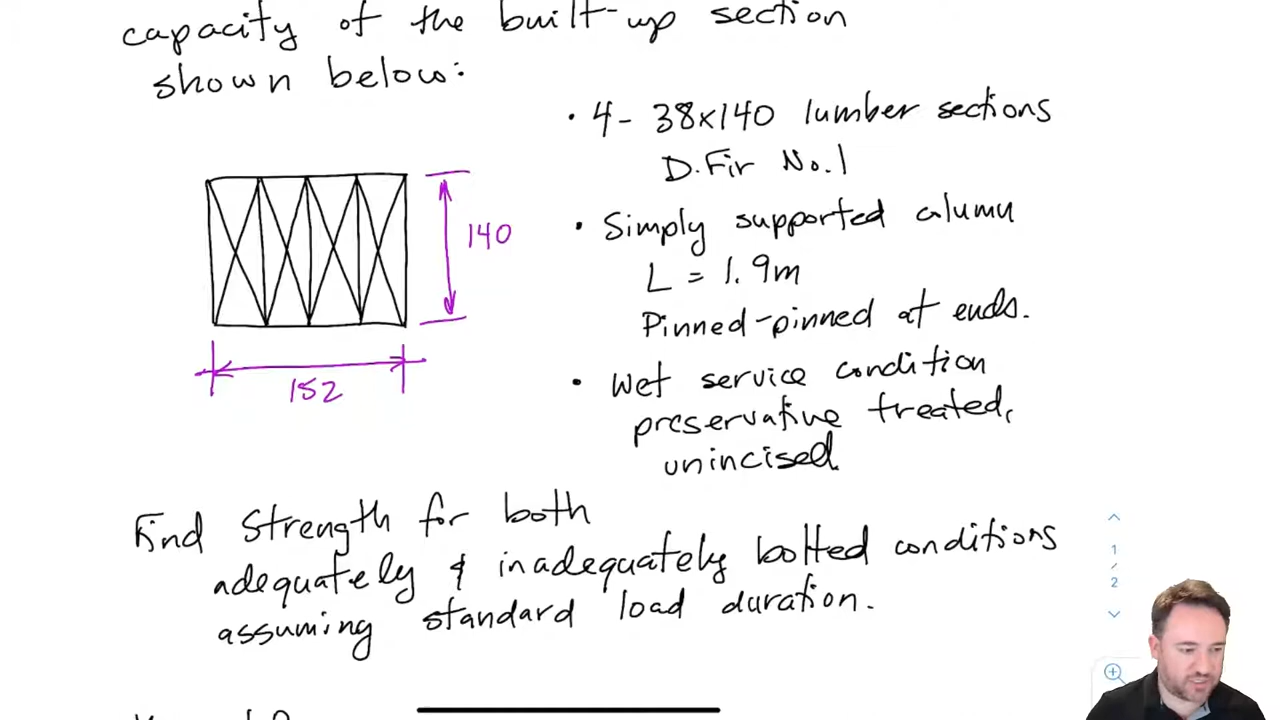 capacity of the built-up section
shown below:
• 4- 38x140 lumber sections
D.Fir No.1
• Simply supported column
L = 1.9m
Pinned-pinned at ends.
• Wet service condition
preservative treated,
unincised.
140
152
Find Strength for both
adequately & inadequately bolted conditions
assuming standard load duration.
1
/
2